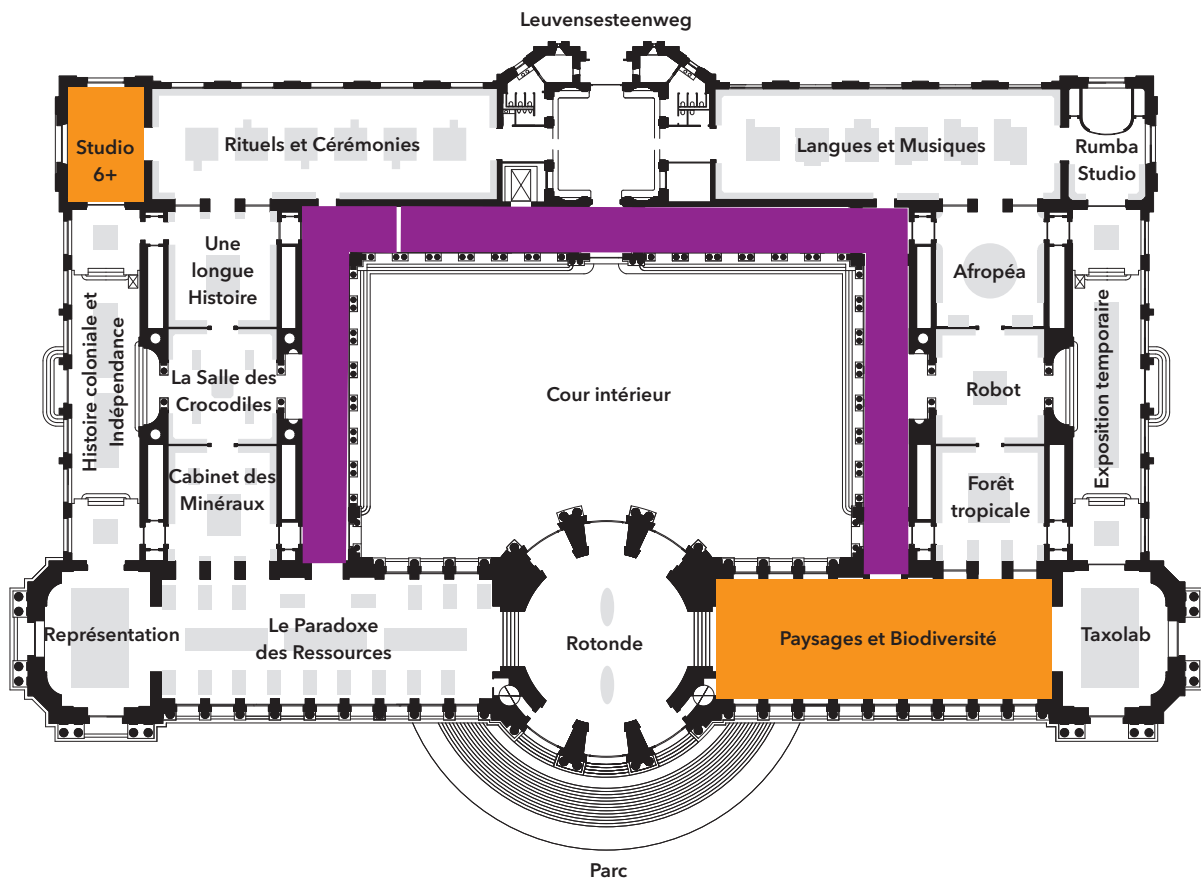 Leuvensesteenweg
Studio
6+
Rituels et Cérémonies
Langues et Musiques
Rumba
Studio
Une
longue
Histoire
Afropéa
Histoire coloniale et
Indépendance
La Salle des
Crocodiles
Cour intérieur
Robot
Exposition temporaire
Cabinet des
Minéraux
Forêt
tropicale
Représentation
Le Paradoxe
des Ressources
Rotonde
Paysages et Biodiversité
Taxolab
Parc